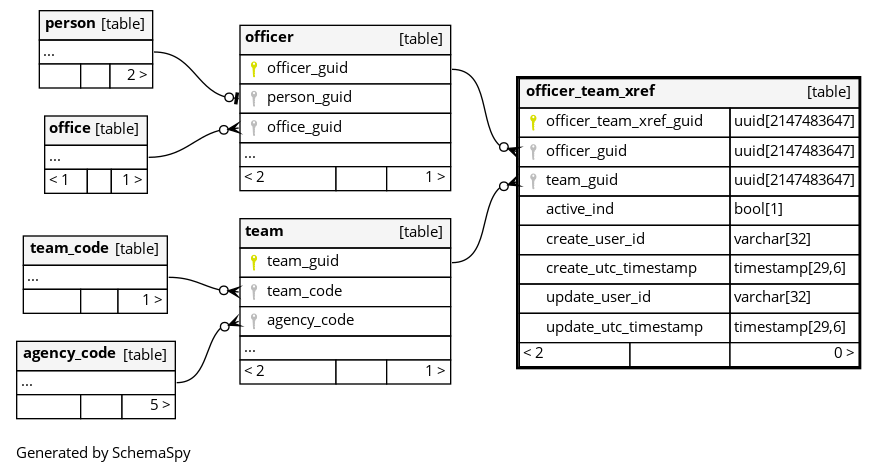 person [table]
...
2 >
office [table]
...
< 1 1 >
team_code [table]
...
1 >
agency_code [table]
...
5 >
officer [table]
officer_guid
person_guid
office_guid
...
< 2 1 >
team [table]
team_guid
team_code
agency_code
...
< 2 1 >
officer_team_xref [table]
officer_team_xref_guid uuid[2147483647]
officer_guid uuid[2147483647]
team_guid uuid[2147483647]
active_ind bool[1]
create_user_id varchar[32]
create_utc_timestamp timestamp[29,6]
update_user_id varchar[32]
update_utc_timestamp timestamp[29,6]
< 2 0 >
Generated by SchemaSpy